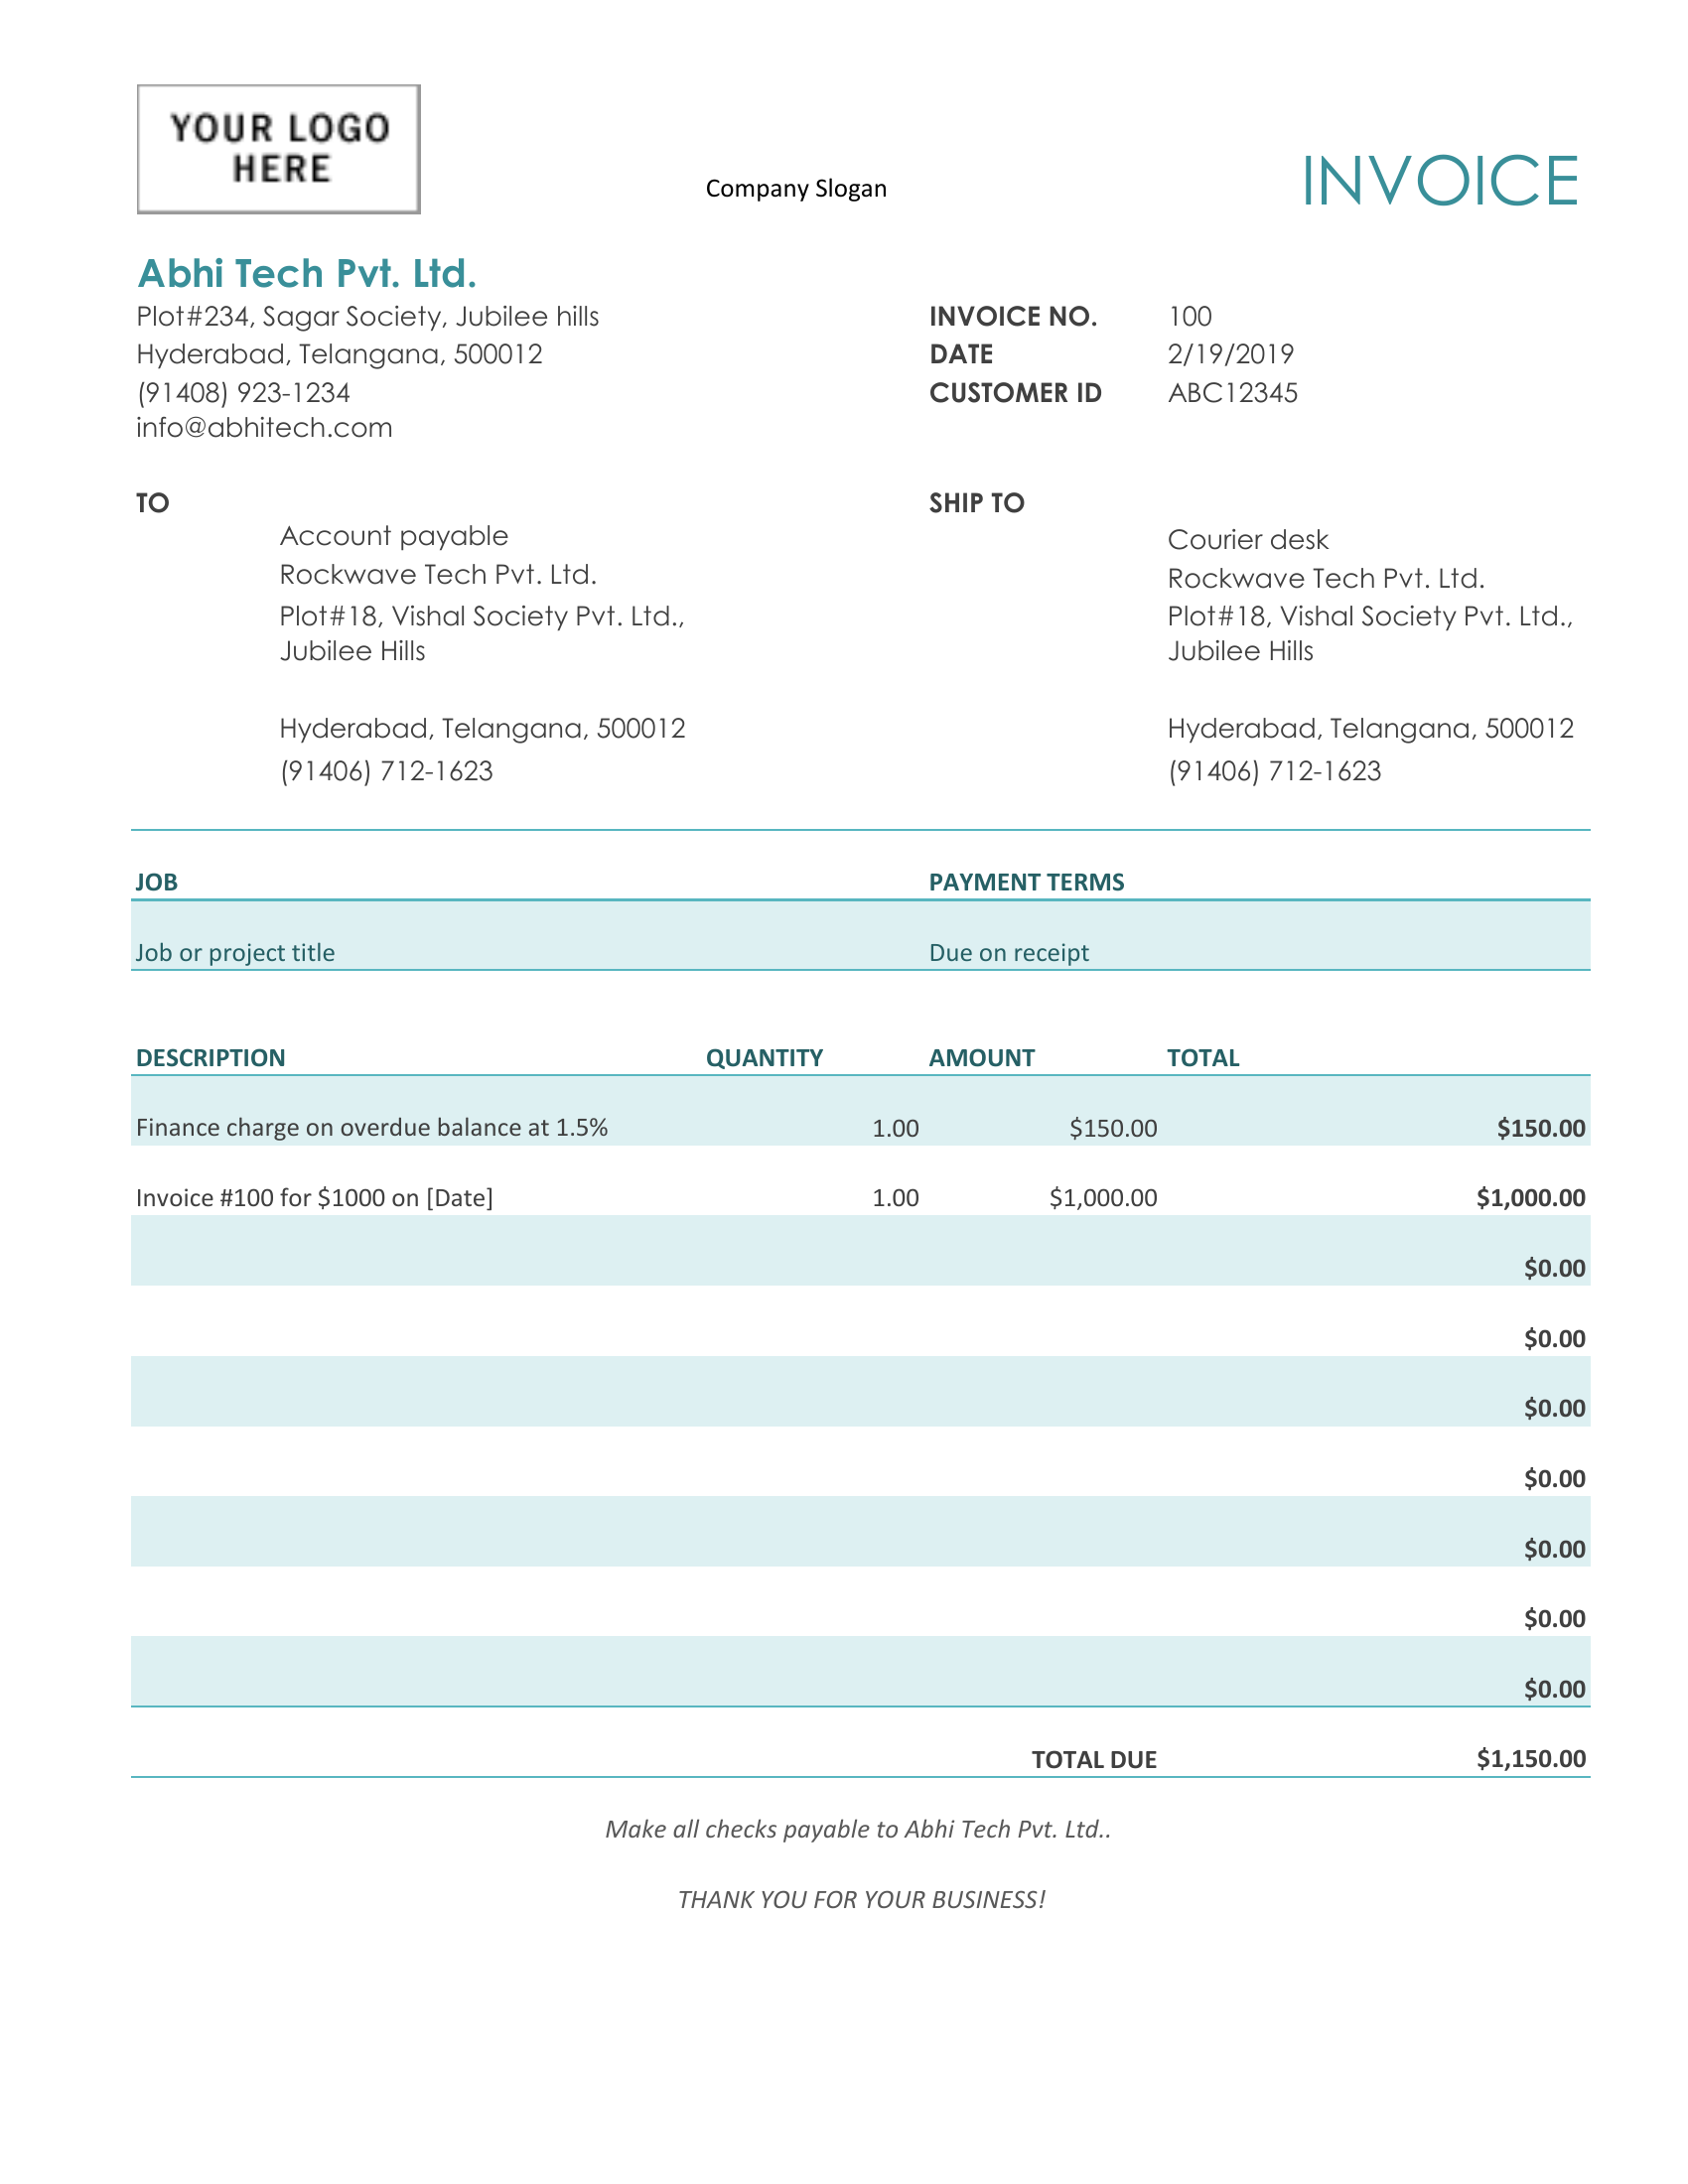 YOUR LOGO
HERE
Company Slogan
INVOICE
Abhi Tech Pvt. Ltd.
Plot#234, Sagar Society, Jubilee hills
INVOICE NO. 100
Hyderabad, Telangana, 500012
DATE 2/19/2019
(91408) 923-1234
CUSTOMER ID ABC12345
info@abhitech.com
TO
Account payable
Rockwave Tech Pvt. Ltd.
Plot#18, Vishal Society Pvt. Ltd.,
Jubilee Hills
Hyderabad, Telangana, 500012
(91406) 712-1623
SHIP TO
Courier desk
Rockwave Tech Pvt. Ltd.
Plot#18, Vishal Society Pvt. Ltd.,
Jubilee Hills
Hyderabad, Telangana, 500012
(91406) 712-1623
JOB PAYMENT TERMS
Job or project title Due on receipt
DESCRIPTION QUANTITY AMOUNT TOTAL
Finance charge on overdue balance at 1.5% 1.00 $150.00 $150.00
Invoice #100 for $1000 on [Date] 1.00 $1,000.00 $1,000.00
$0.00
$0.00
$0.00
$0.00
$0.00
$0.00
$0.00
TOTAL DUE $1,150.00
Make all checks payable to Abhi Tech Pvt. Ltd..
THANK YOU FOR YOUR BUSINESS!